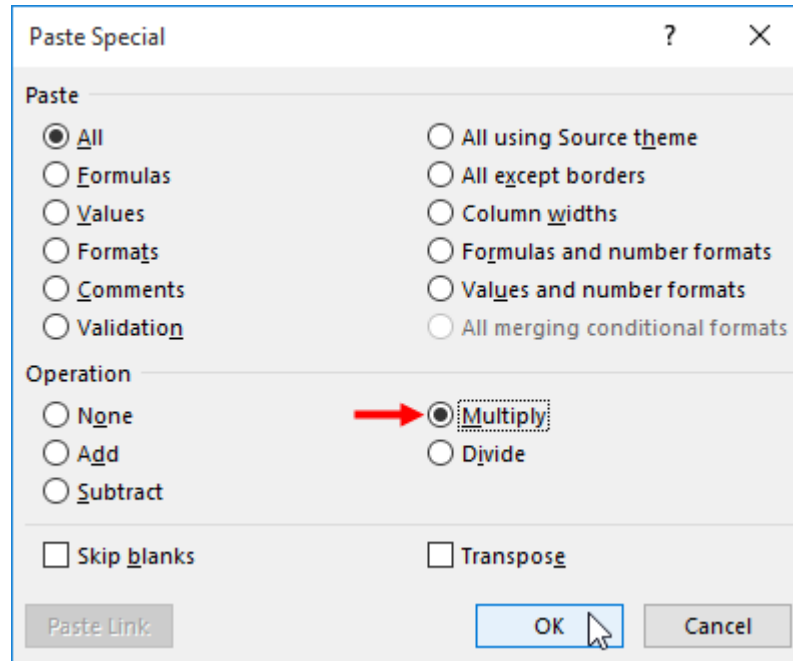 Paste Special
?
Paste
All
All using Source theme
Formulas
All except borders
Values
Column widths
Formats
Formulas and number formats
Comments
Values and number formats
Validation
All merging conditional formats
Operation
None
Multiply
Add
Divide
Subtract
Skip blanks
Transpose
Paste Link
OK
Cancel